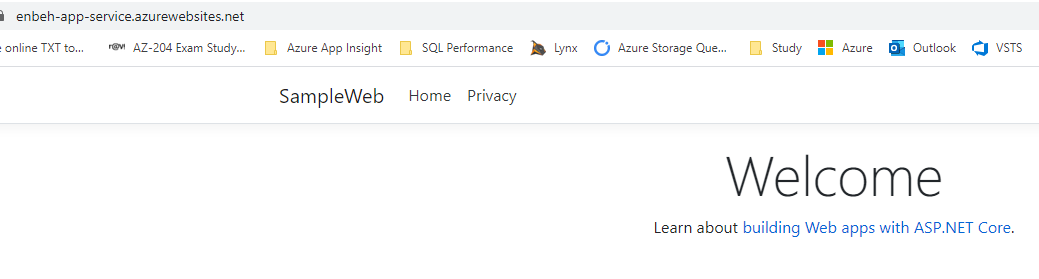 enbeh-app-service.azurewebsites.net
e online TXT to... r@v! AZ-204 Exam Study... Azure App Insight SQL Performance Lynx Azure Storage Que... Study Azure Outlook VSTS
SampleWeb Home Privacy
Welcome
Learn about building Web apps with ASP.NET Core.